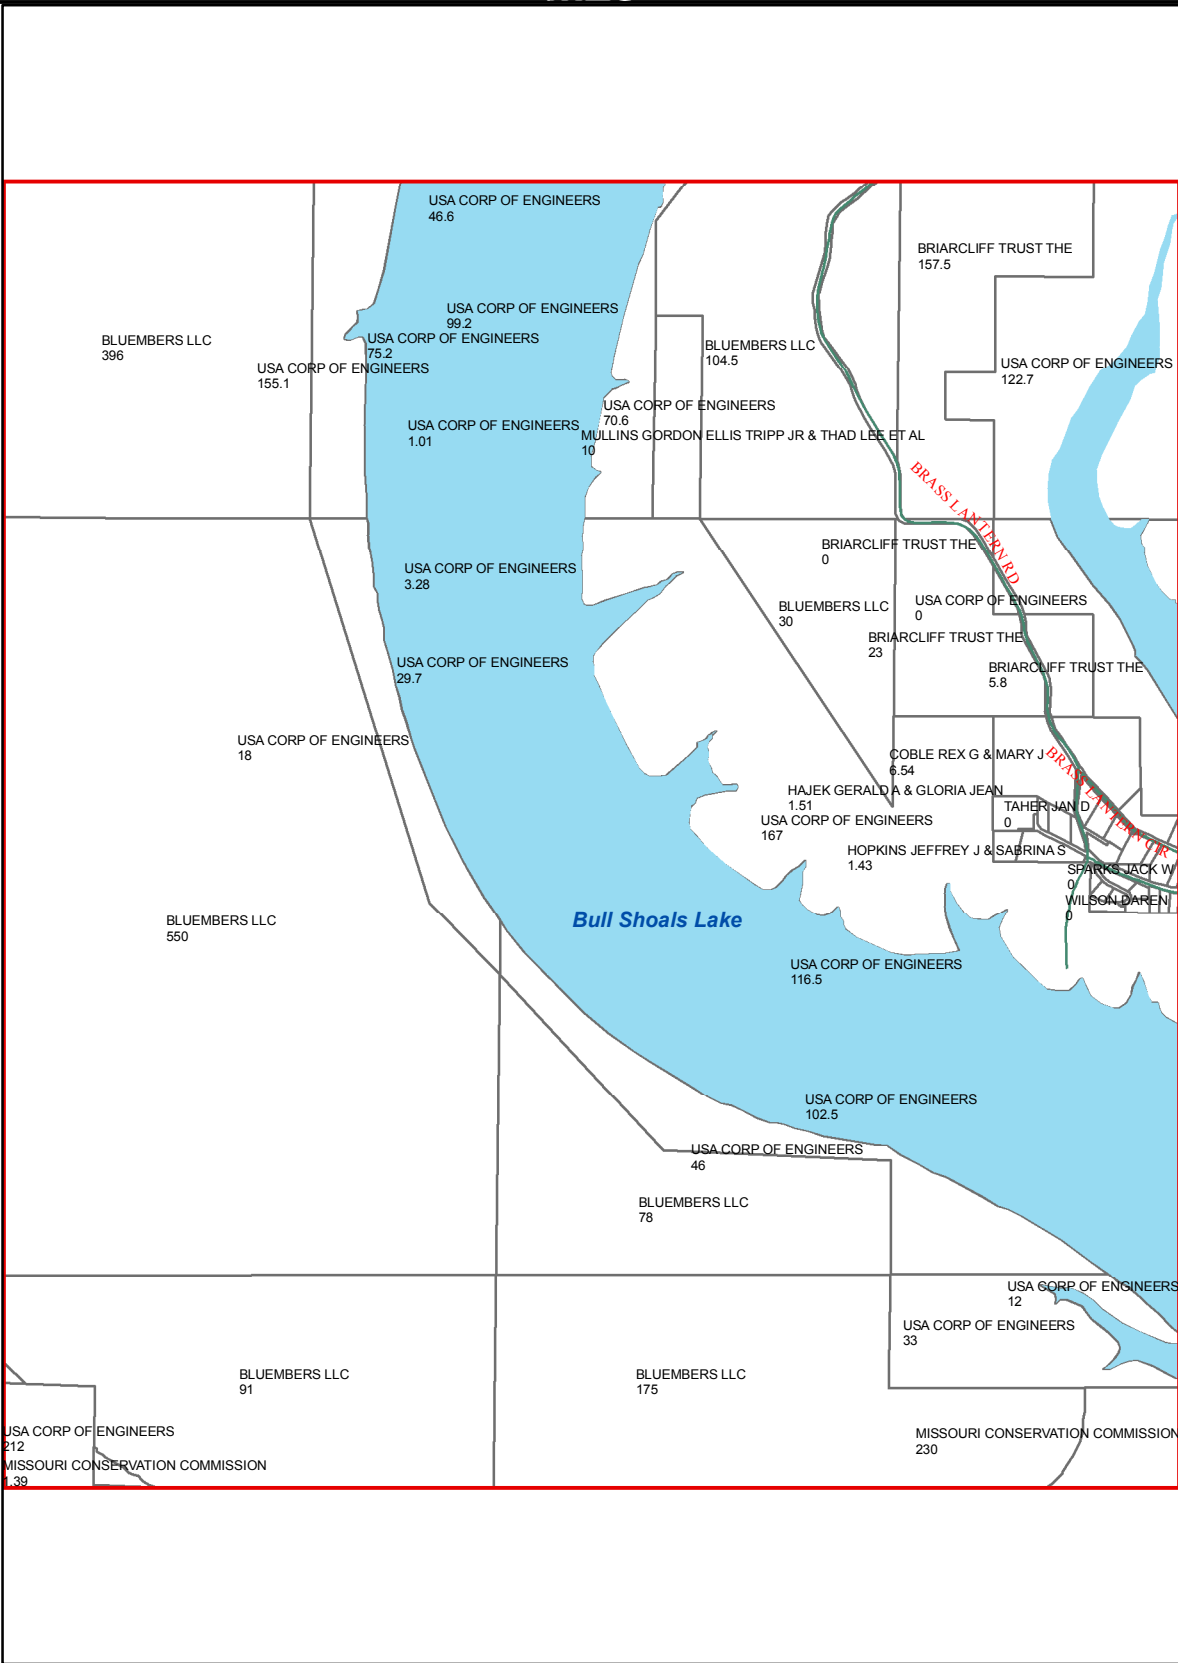 USA CORP OF ENGINEERS
46.6
BRIARCLIFF TRUST THE
157.5
USA CORP OF ENGINEERS
99.2
USA CORP OF ENGINEERS
75.2
BLUEMBERS LLC
396
BLUEMBERS LLC
104.5
USA CORP OF ENGINEERS
155.1
USA CORP OF ENGINEERS
122.7
USA CORP OF ENGINEERS
70.6
USA CORP OF ENGINEERS
1.01
MULLINS GORDON ELLIS TRIPP JR & THAD LEE ET AL
10
BRASS LANTERN RD
BRIARCLIFF TRUST THE
0
USA CORP OF ENGINEERS
3.28
BLUEMBERS LLC
30
USA CORP OF ENGINEERS
0
BRIARCLIFF TRUST THE
23
USA CORP OF ENGINEERS
29.7
BRIARCLIFF TRUST THE
5.8
USA CORP OF ENGINEERS
18
COBLE REX G & MARY J
6.54
BRASS LANTERN CIR
HAJEK GERALD A & GLORIA JEAN
1.51
TAHER JAN D
0
USA CORP OF ENGINEERS
167
HOPKINS JEFFREY J & SABRINA S
1.43
SPARKS JACK W
0
WILSON DAREN
0
BLUEMBERS LLC
550
Bull Shoals Lake
USA CORP OF ENGINEERS
116.5
USA CORP OF ENGINEERS
102.5
USA CORP OF ENGINEERS
46
BLUEMBERS LLC
78
USA CORP OF ENGINEERS
12
USA CORP OF ENGINEERS
33
BLUEMBERS LLC
91
BLUEMBERS LLC
175
USA CORP OF ENGINEERS
212
MISSOURI CONSERVATION COMMISSION
230
MISSOURI CONSERVATION COMMISSION
1.39